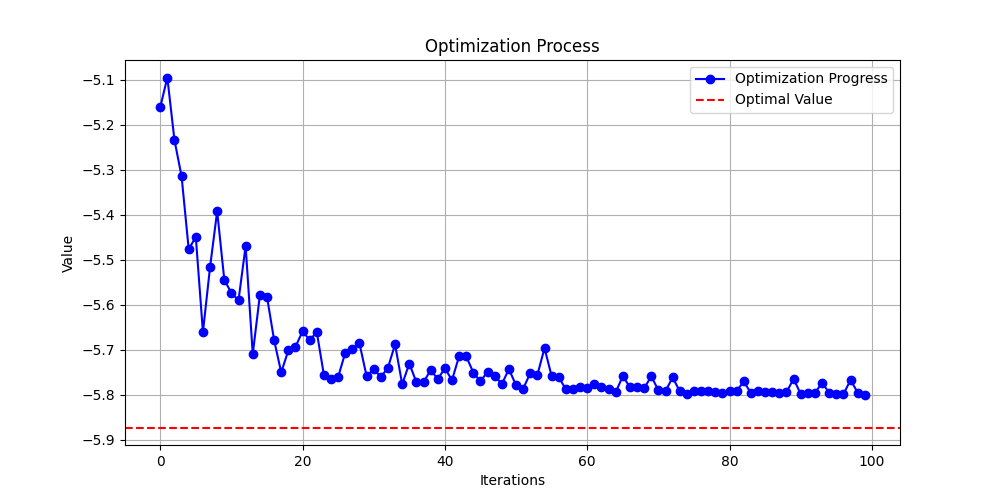 Optimization Process
Optimization Progress
Optimal Value
Value
−5.1
−5.2
−5.3
−5.4
−5.5
−5.6
−5.7
−5.8
−5.9
0 20 40 60 80 100
Iterations